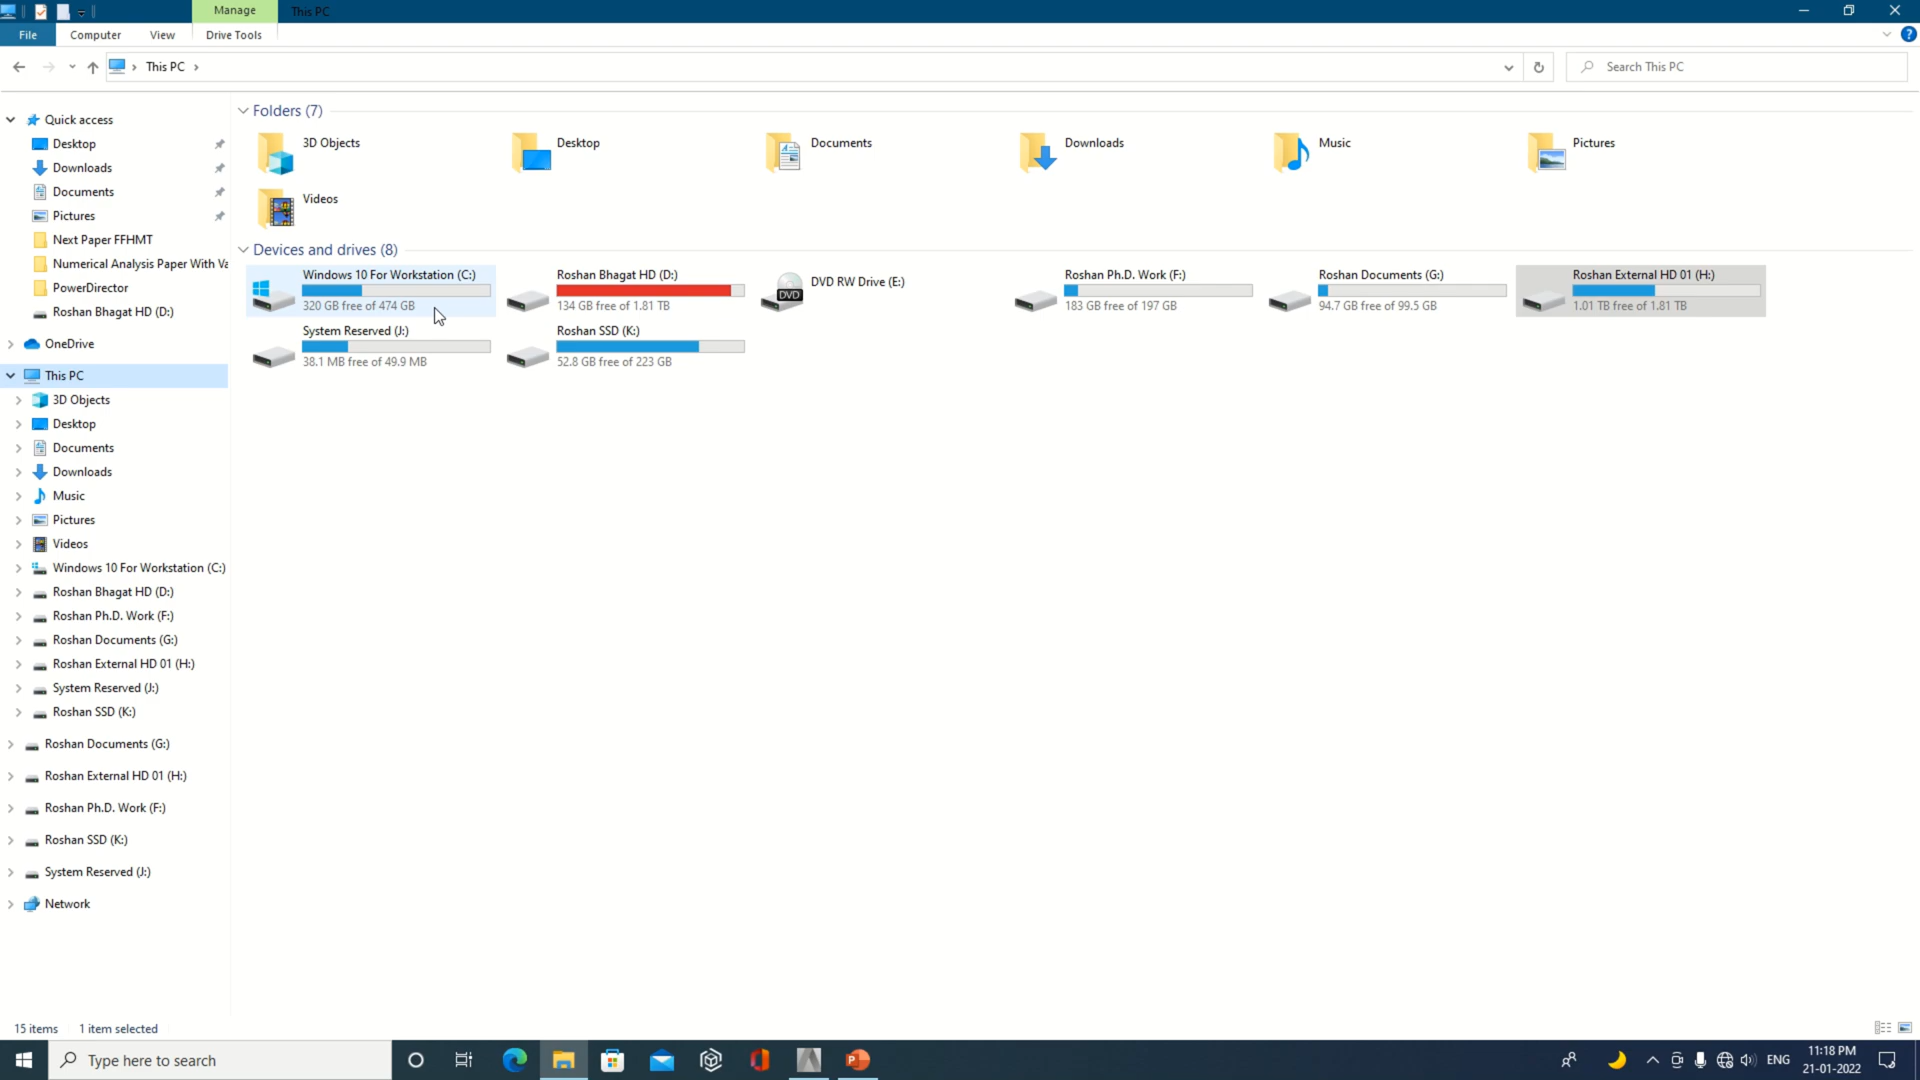 Manage
This PC
File
Computer
View
Drive Tools
This PC
Search This PC
Quick access
Desktop
Downloads
Documents
Pictures
Next Paper FFHMT
Numerical Analysis Paper With Va
PowerDirector
Roshan Bhagat HD (D:)
OneDrive
This PC
3D Objects
Desktop
Documents
Downloads
Music
Pictures
Videos
Windows 10 For Workstation (C:)
Roshan Bhagat HD (D:)
Roshan Ph.D. Work (F:)
Roshan Documents (G:)
Roshan External HD 01 (H:)
System Reserved (J:)
Roshan SSD (K:)
Roshan Documents (G:)
Roshan External HD 01 (H:)
Roshan Ph.D. Work (F:)
Roshan SSD (K:)
System Reserved (J:)
Network
Folders (7)
3D Objects
Desktop
Documents
Downloads
Music
Pictures
Videos
Devices and drives (8)
Windows 10 For Workstation (C:)
320 GB free of 474 GB
Roshan Bhagat HD (D:)
134 GB free of 1.81 TB
DVD
DVD RW Drive (E:)
Roshan Ph.D. Work (F:)
183 GB free of 197 GB
Roshan Documents (G:)
94.7 GB free of 99.5 GB
Roshan External HD 01 (H:)
1.01 TB free of 1.81 TB
System Reserved (J:)
38.1 MB free of 49.9 MB
Roshan SSD (K:)
52.8 GB free of 223 GB
15 items
1 item selected
Type here to search
ENG
11:18 PM
21-01-2022